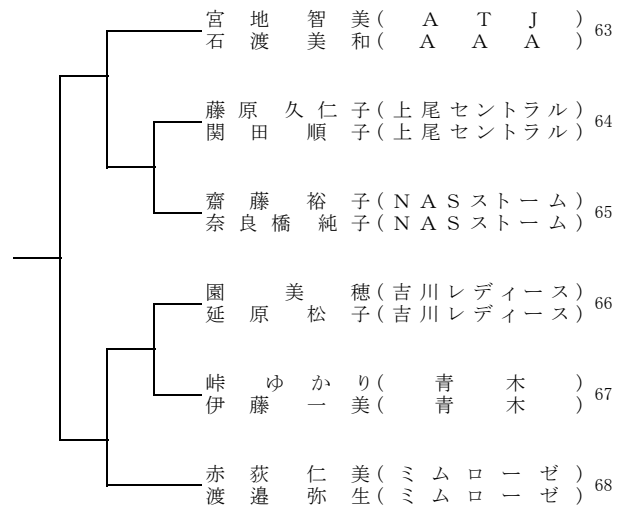 宮地智美(ATJ) 63
石渡美和(AAA)
藤原久仁子(上尾セントラル) 64
関田順子(上尾セントラル)
齋藤裕子(NASストーム) 65
奈良橋純子(NASストーム)
園美穂(吉川レディース) 66
延原松子(吉川レディース)
峠ゆかり(青木) 67
伊藤一美(青木)
赤荻仁美(ミムローゼ) 68
渡邉弥生(ミムローゼ)